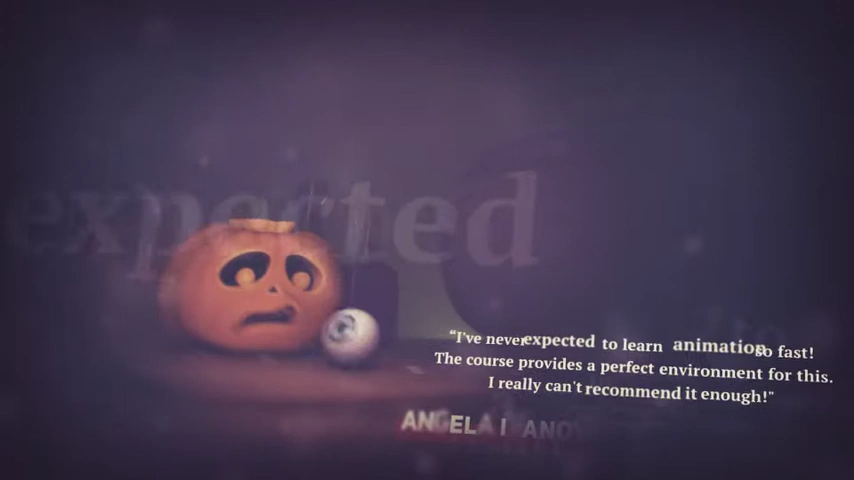 expected
“I've never expected to learn animation so fast!
The course provides a perfect environment for this.
I really can't recommend it enough!"